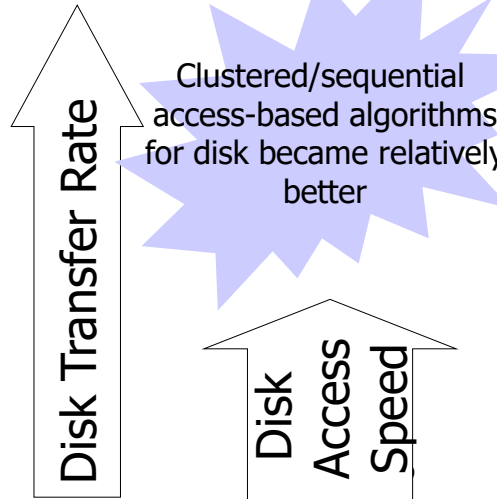 Clustered/sequential
access-based algorithms
for disk became relatively
better
Disk Transfer Rate
Disk
Access
Speed